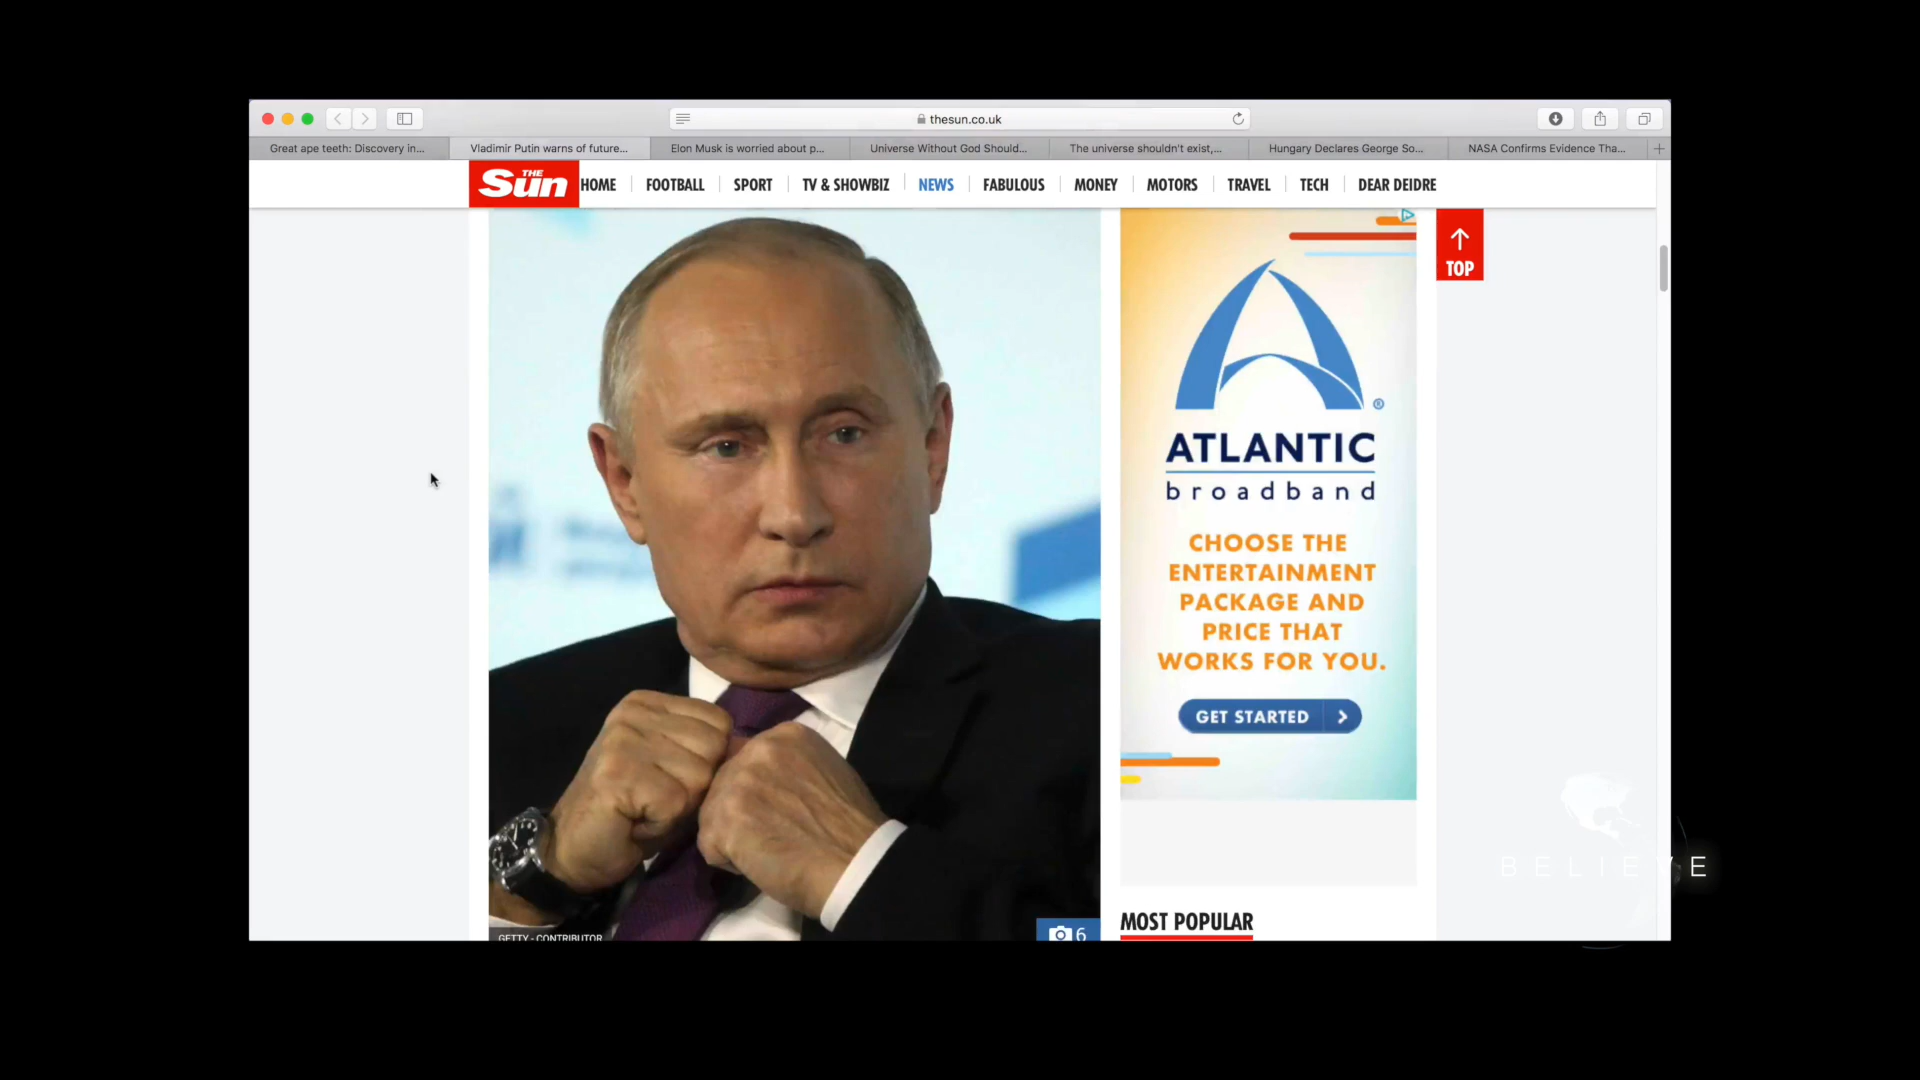 thesun.co.uk
Great ape teeth: Discovery in...
Vladimir Putin warns of future...
Elon Musk is worried about p...
Universe Without God Should...
The universe shouldn't exist,...
Hungary Declares George So...
NASA Confirms Evidence Tha...
THE
Sun
HOME
FOOTBALL
SPORT
TV & SHOWBIZ
NEWS
FABULOUS
MONEY
MOTORS
TRAVEL
TECH
DEAR DEIDRE
TOP
ATLANTIC
broadband
CHOOSE THE
ENTERTAINMENT
PACKAGE AND
PRICE THAT
WORKS FOR YOU.
GET STARTED
BELIEVE
MOST POPULAR
GETTY - CONTRIBUTOR
6